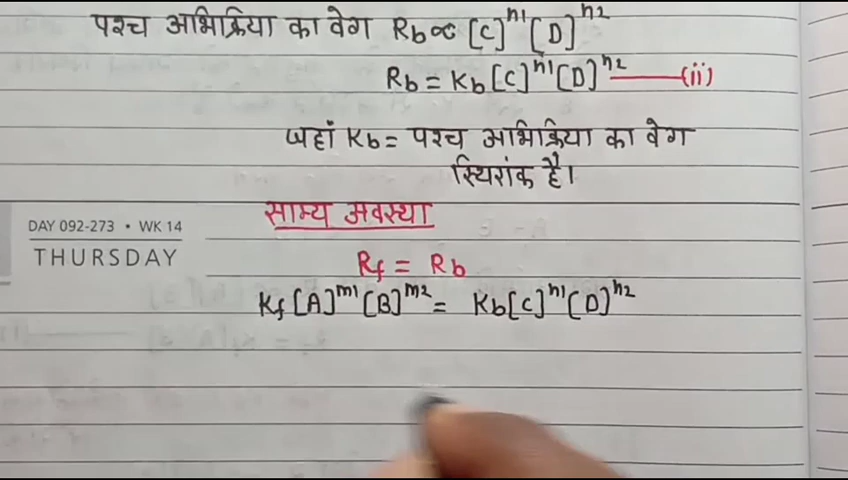 पश्च अभिक्रिया का वेग Rb ∝ [C]^n1 [D]^n2
Rb = Kb [C]^n1 [D]^n2 —(ii)
जहां Kb = पश्च अभिक्रिया का वेग
स्थिरांक है।
साम्य अवस्था
DAY 092-273 • WK 14
THURSDAY
Rf = Rb
Kf [A]^m1 [B]^m2 = Kb [C]^n1 [D]^n2